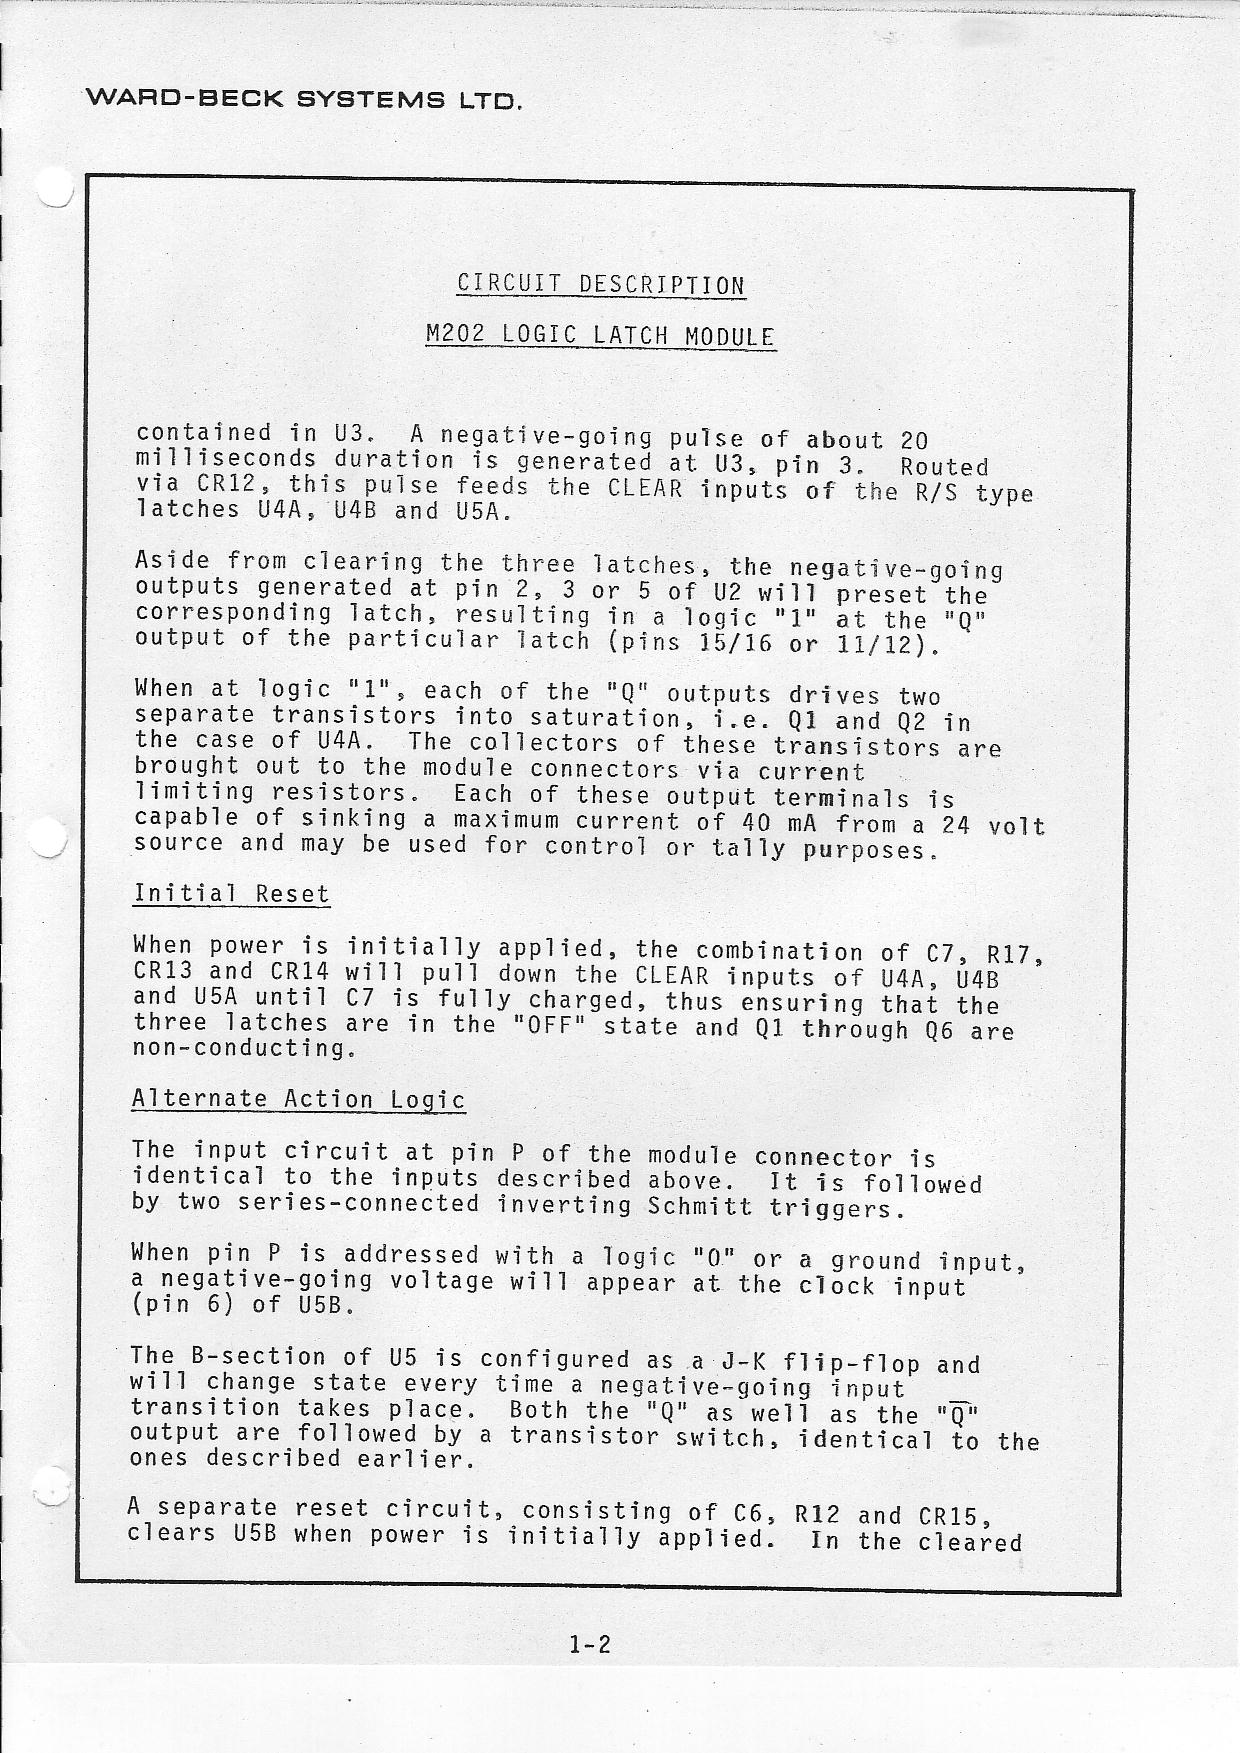 WARD-BECK SYSTEMS LTD.
CIRCUIT DESCRIPTION
M202 LOGIC LATCH MODULE
contained in U3. A negative-going pulse of about 20
milliseconds duration is generated at U3, pin 3. Routed
via CR12, this pulse feeds the CLEAR inputs of the R/S type
latches U4A, U4B and U5A.
Aside from clearing the three latches, the negative-going
outputs generated at pin 2, 3 or 5 of U2 will preset the
corresponding latch, resulting in a logic "1" at the "Q"
output of the particular latch (pins 15/16 or 11/12).
When at logic "1", each of the "Q" outputs drives two
separate transistors into saturation, i.e. Q1 and Q2 in
the case of U4A. The collectors of these transistors are
brought out to the module connectors via current
limiting resistors. Each of these output terminals is
capable of sinking a maximum current of 40 mA from a 24 volt
source and may be used for control or tally purposes.
Initial Reset
When power is initially applied, the combination of C7, R17,
CR13 and CR14 will pull down the CLEAR inputs of U4A, U4B
and U5A until C7 is fully charged, thus ensuring that the
three latches are in the "OFF" state and Q1 through Q6 are
non-conducting.
Alternate Action Logic
The input circuit at pin P of the module connector is
identical to the inputs described above. It is followed
by two series-connected inverting Schmitt triggers.
When pin P is addressed with a logic "0" or a ground input,
a negative-going voltage will appear at the clock input
(pin 6) of U5B.
The B-section of U5 is configured as a J-K flip-flop and
will change state every time a negative-going input
transition takes place. Both the "Q" as well as the "Q̅"
output are followed by a transistor switch, identical to the
ones described earlier.
A separate reset circuit, consisting of C6, R12 and CR15,
clears U5B when power is initially applied. In the cleared
1-2